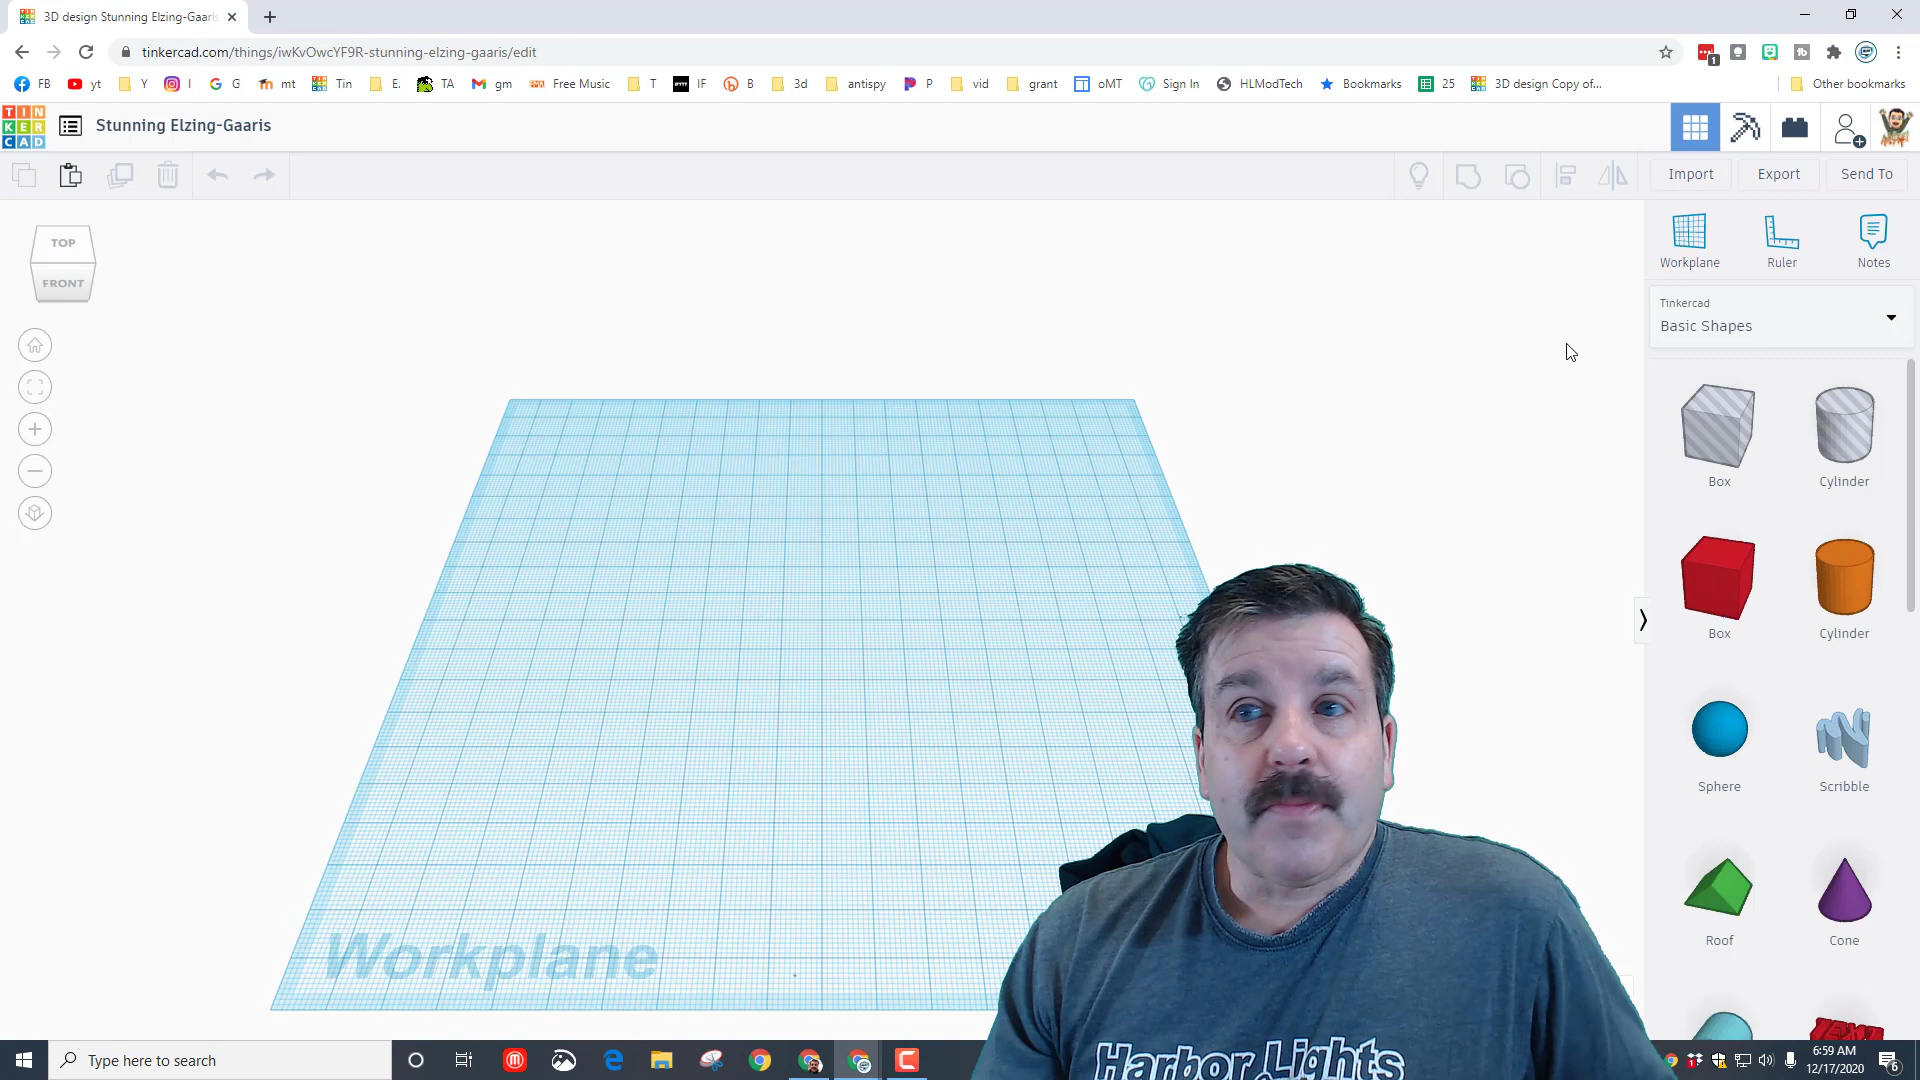 3D design Stunning Elzing-Gaaris
tinkercad.com/things/iwKvOwcYF9R-stunning-elzing-gaaris/edit
1
FB yt Y I G mt Tin E. TA gm Free Music T IF B 3d antispy P vid grant oMT Sign In HLModTech Bookmarks 25 3D design Copy of... Other bookmarks
TIN
KER
CAD
Stunning Elzing-Gaaris
Import Export Send To
TOP
FRONT
Workplane Ruler Notes
Tinkercad
Basic Shapes
Box Cylinder
Box Cylinder
Sphere Scribble
Roof Cone
TEXT
Workplane
Harbor Lights
Type here to search
6:59 AM
12/17/2020
6